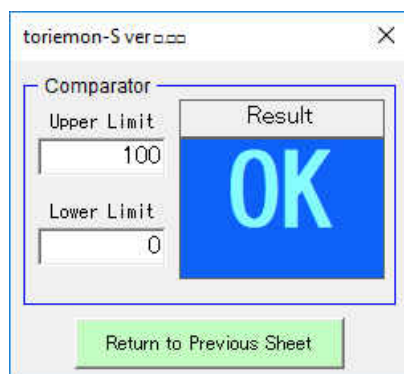 toriemon-S ver□.□□
Comparator
Upper Limit
100
Lower Limit
0
Result
OK
Return to Previous Sheet